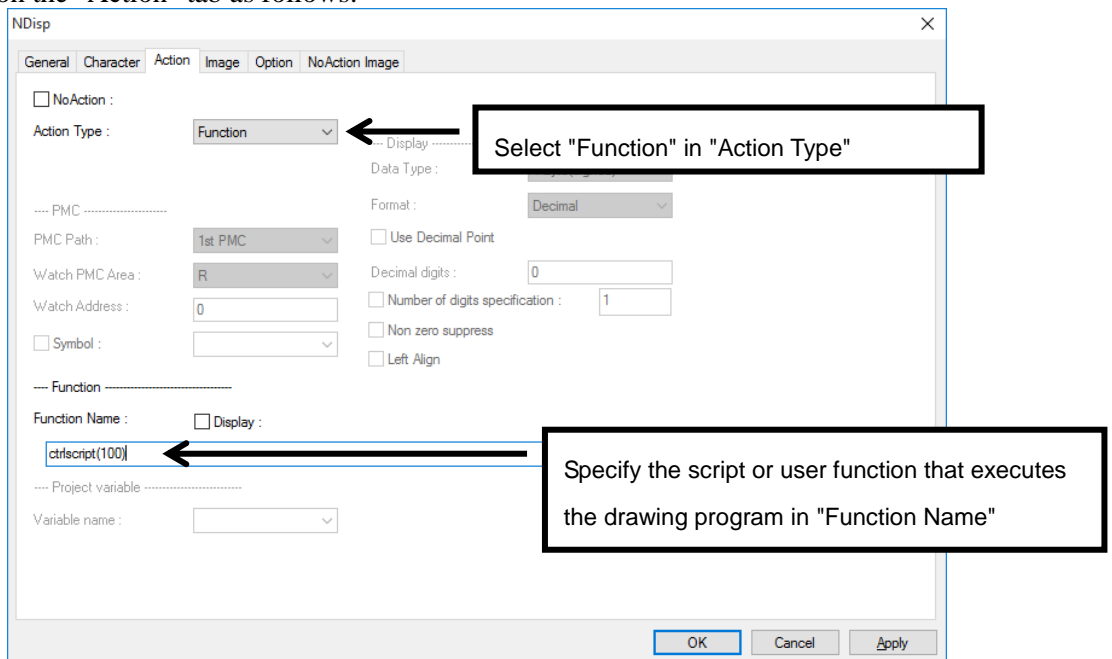 on the "Action" tab as follows.
NDisp
General Character Action Image Option NoAction Image
NoAction :
Action Type : Function
Select "Function" in "Action Type"
--- Display
Data Type :
---- PMC ----------------------
Format : Decimal
PMC Path : 1st PMC
Use Decimal Point
Watch PMC Area : R
Decimal digits : 0
Watch Address : 0
Number of digits specification : 1
Non zero suppress
Symbol :
Left Align
---- Function ----------------------------------
Function Name : Display :
ctrlscript(100)
Specify the script or user function that executes
the drawing program in "Function Name"
---- Project variable --------------------------
Variable name :
OK Cancel Apply